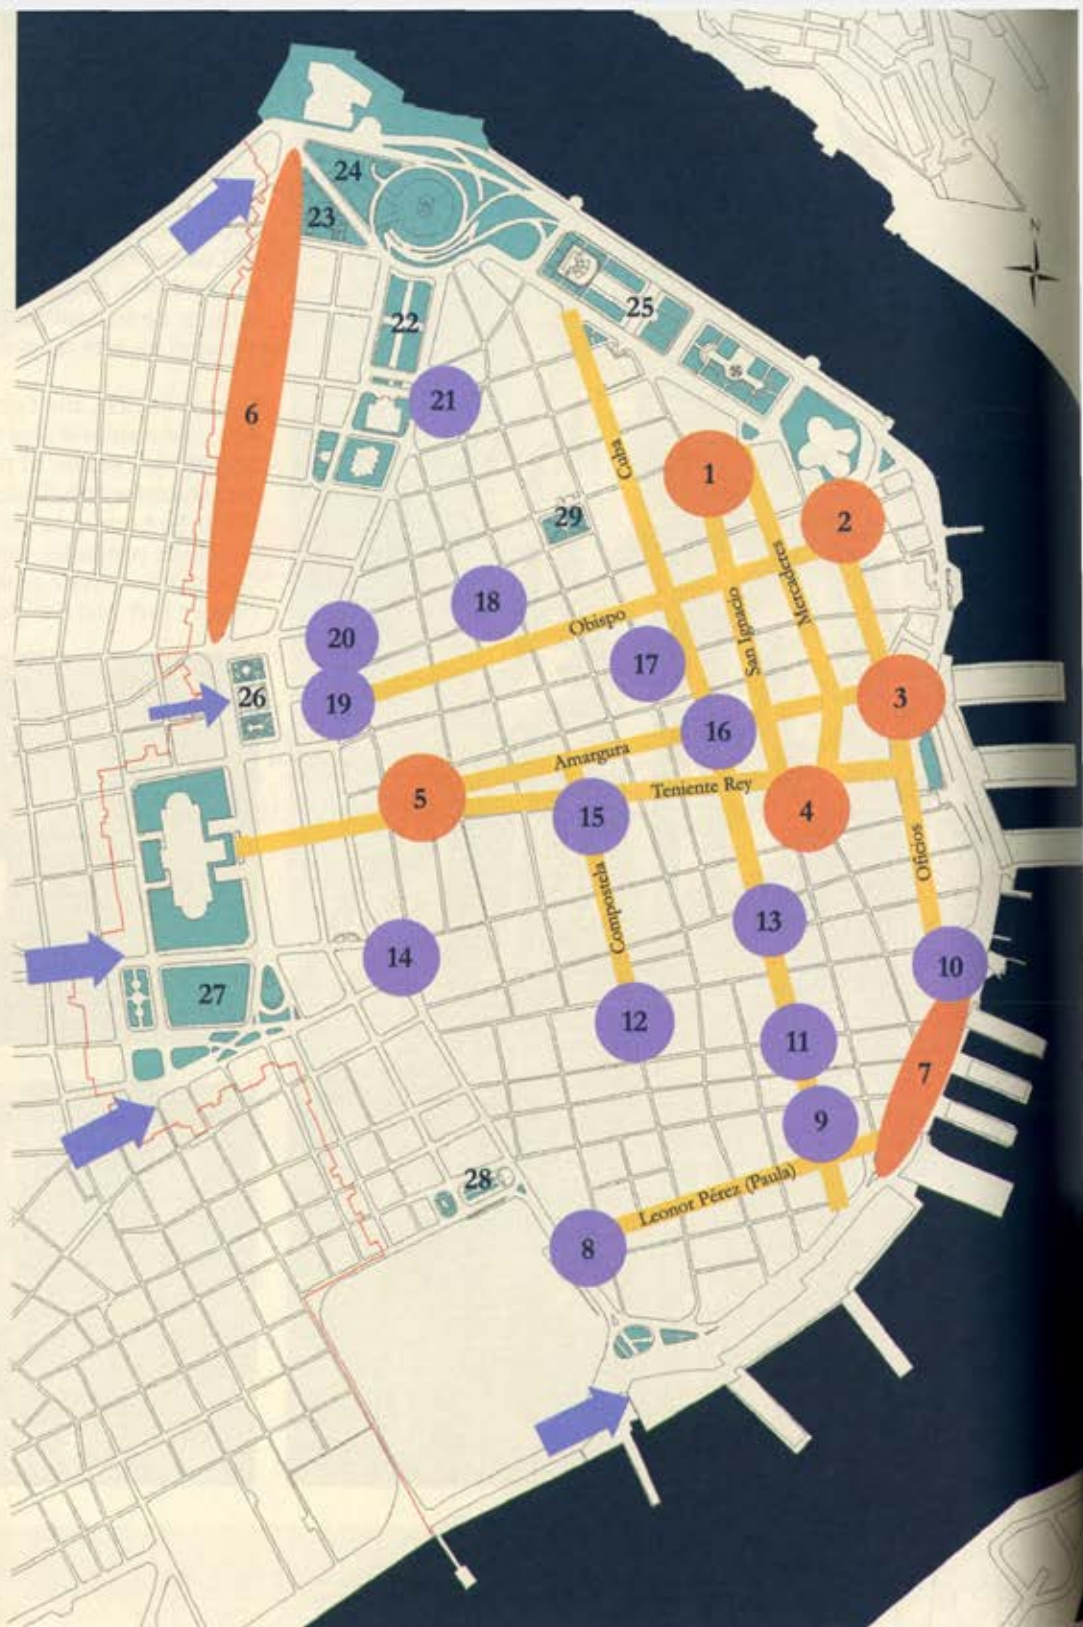 24
23
N
25
22
6
21
Cuba
1
2
29
Mercaderes
18
Obispo
San Ignacio
20
17
26
19
3
16
Amargura
5
Teniente Rey
4
15
Oficios
Compostela
13
14
10
27
12
11
7
9
28
Leonor Pérez (Paula)
8